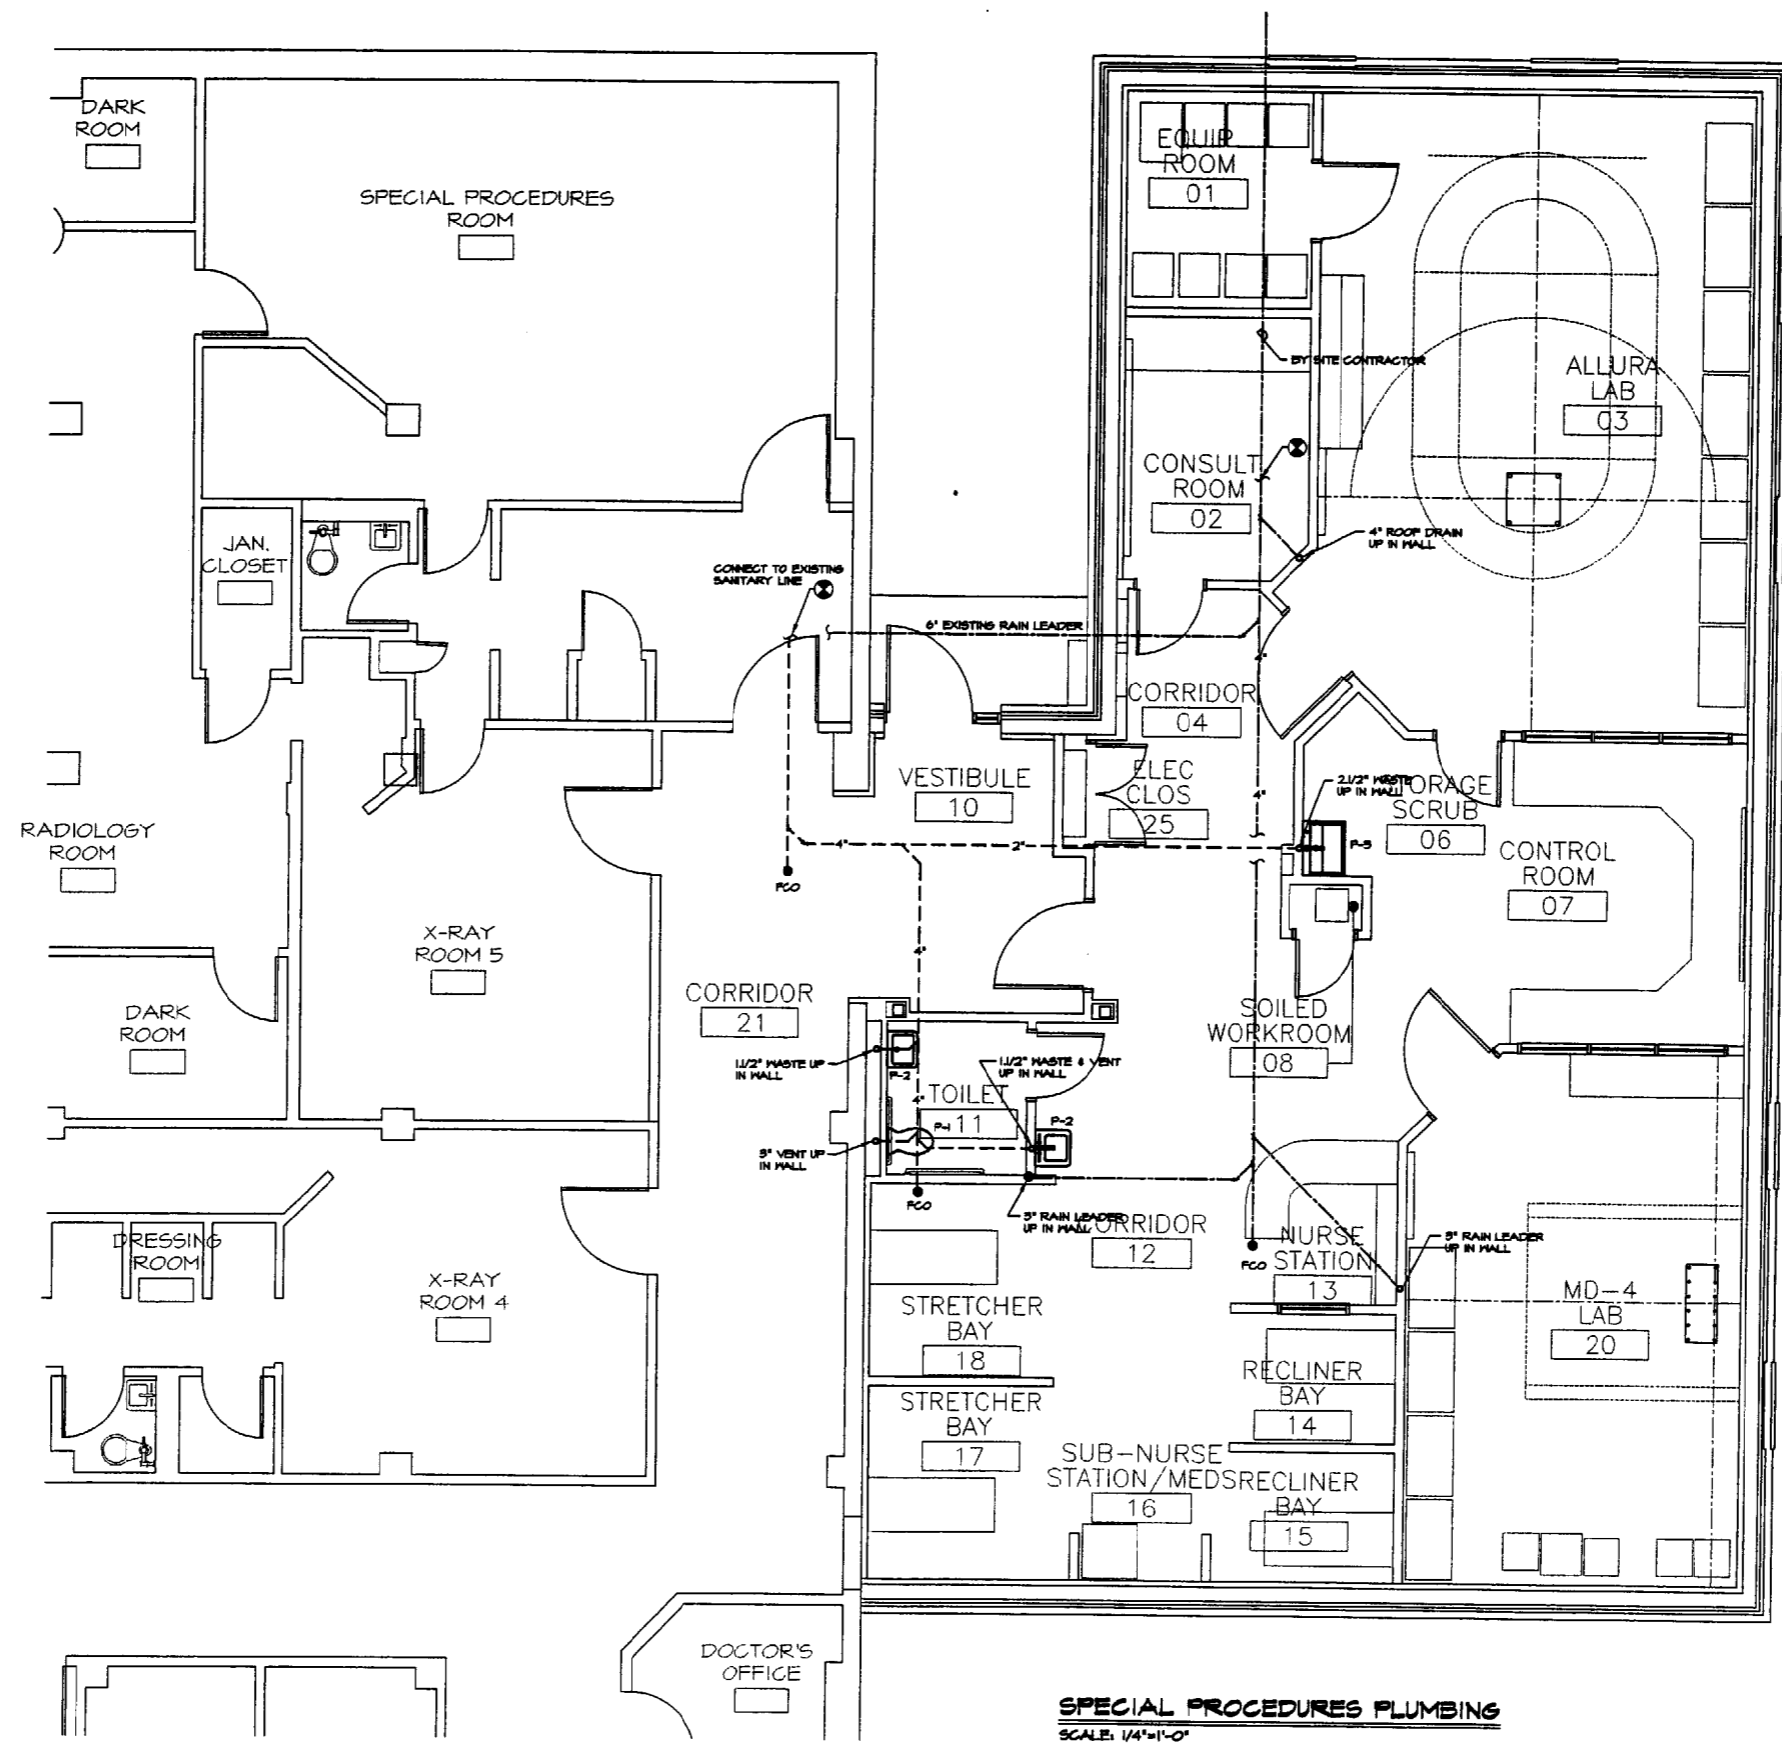 DARK
ROOM
SPECIAL PROCEDURES
ROOM
EQUIP
ROOM
01
BY SITE CONTRACTOR
ALLURA
LAB
03
CONSULT
ROOM
02
4" ROOF DRAIN
UP IN WALL
JAN.
CLOSET
CONNECT TO EXISTING
SANITARY LINE
6" EXISTING RAIN LEADER
4"
CORRIDOR
04
VESTIBULE
10
ELEC
CLOS
25
4"
2 1/2" WASTE
UP IN WALL
STORAGE
SCRUB
06
RADIOLOGY
ROOM
4"
2"
P-3
CONTROL
ROOM
07
FCO
X-RAY
ROOM 5
4"
DARK
ROOM
CORRIDOR
21
SOILED
WORKROOM
08
1 1/2" WASTE UP
IN WALL
P-2
1 1/2" WASTE & VENT
UP IN WALL
TOILET
11
4"
P-1
P-2
3" VENT UP
IN WALL
FCO
3" RAIN LEADER
UP IN WALL
CORRIDOR
12
NURSE
STATION
13
FCO
3" RAIN LEADER
UP IN WALL
DRESSING
ROOM
X-RAY
ROOM 4
STRETCHER
BAY
18
MD-4
LAB
20
RECLINER
BAY
14
STRETCHER
BAY
17
SUB-NURSE
STATION/MEDS
16
RECLINER
BAY
15
DOCTOR'S
OFFICE
SPECIAL PROCEDURES PLUMBING
SCALE: 1/4"=1'-0"